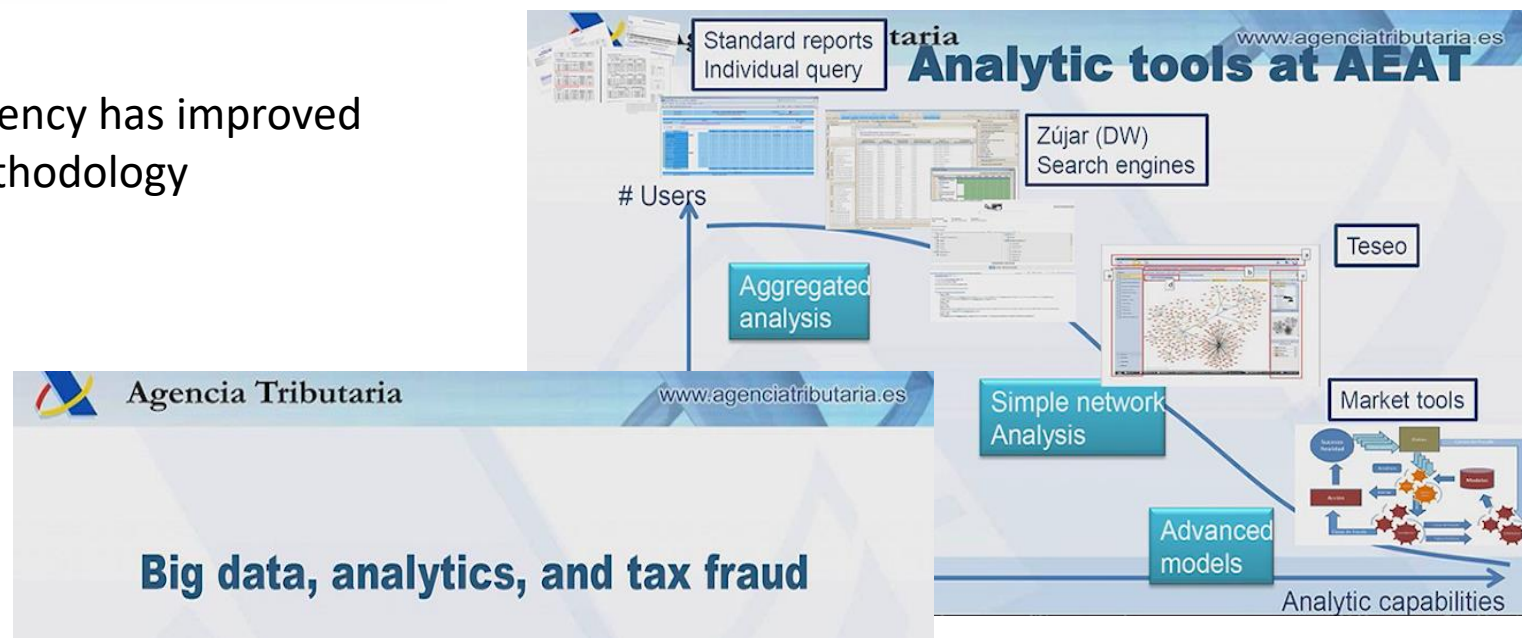 ency has improved
thodology
taria
www.agenciatributaria.es
Analytic tools at AEAT
Standard reports
Individual query
Zújar (DW)
Search engines
# Users
Teseo
Aggregated
analysis
Simple network
Analysis
Market tools
Advanced
models
Analytic capabilities
Agencia Tributaria
www.agenciatributaria.es
Big data, analytics, and tax fraud